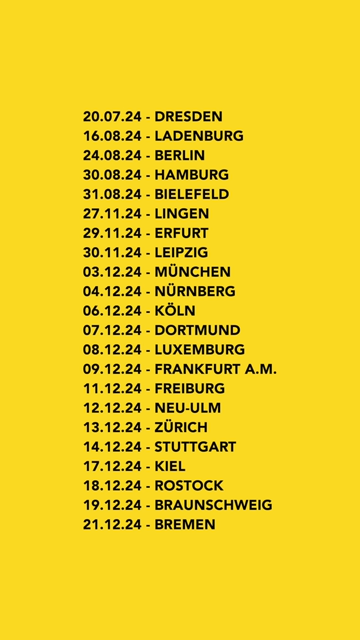 20.07.24 - DRESDEN
16.08.24 - LADENBURG
24.08.24 - BERLIN
30.08.24 - HAMBURG
31.08.24 - BIELEFELD
27.11.24 - LINGEN
29.11.24 - ERFURT
30.11.24 - LEIPZIG
03.12.24 - MÜNCHEN
04.12.24 - NÜRNBERG
06.12.24 - KÖLN
07.12.24 - DORTMUND
08.12.24 - LUXEMBURG
09.12.24 - FRANKFURT A.M.
11.12.24 - FREIBURG
12.12.24 - NEU-ULM
13.12.24 - ZÜRICH
14.12.24 - STUTTGART
17.12.24 - KIEL
18.12.24 - ROSTOCK
19.12.24 - BRAUNSCHWEIG
21.12.24 - BREMEN